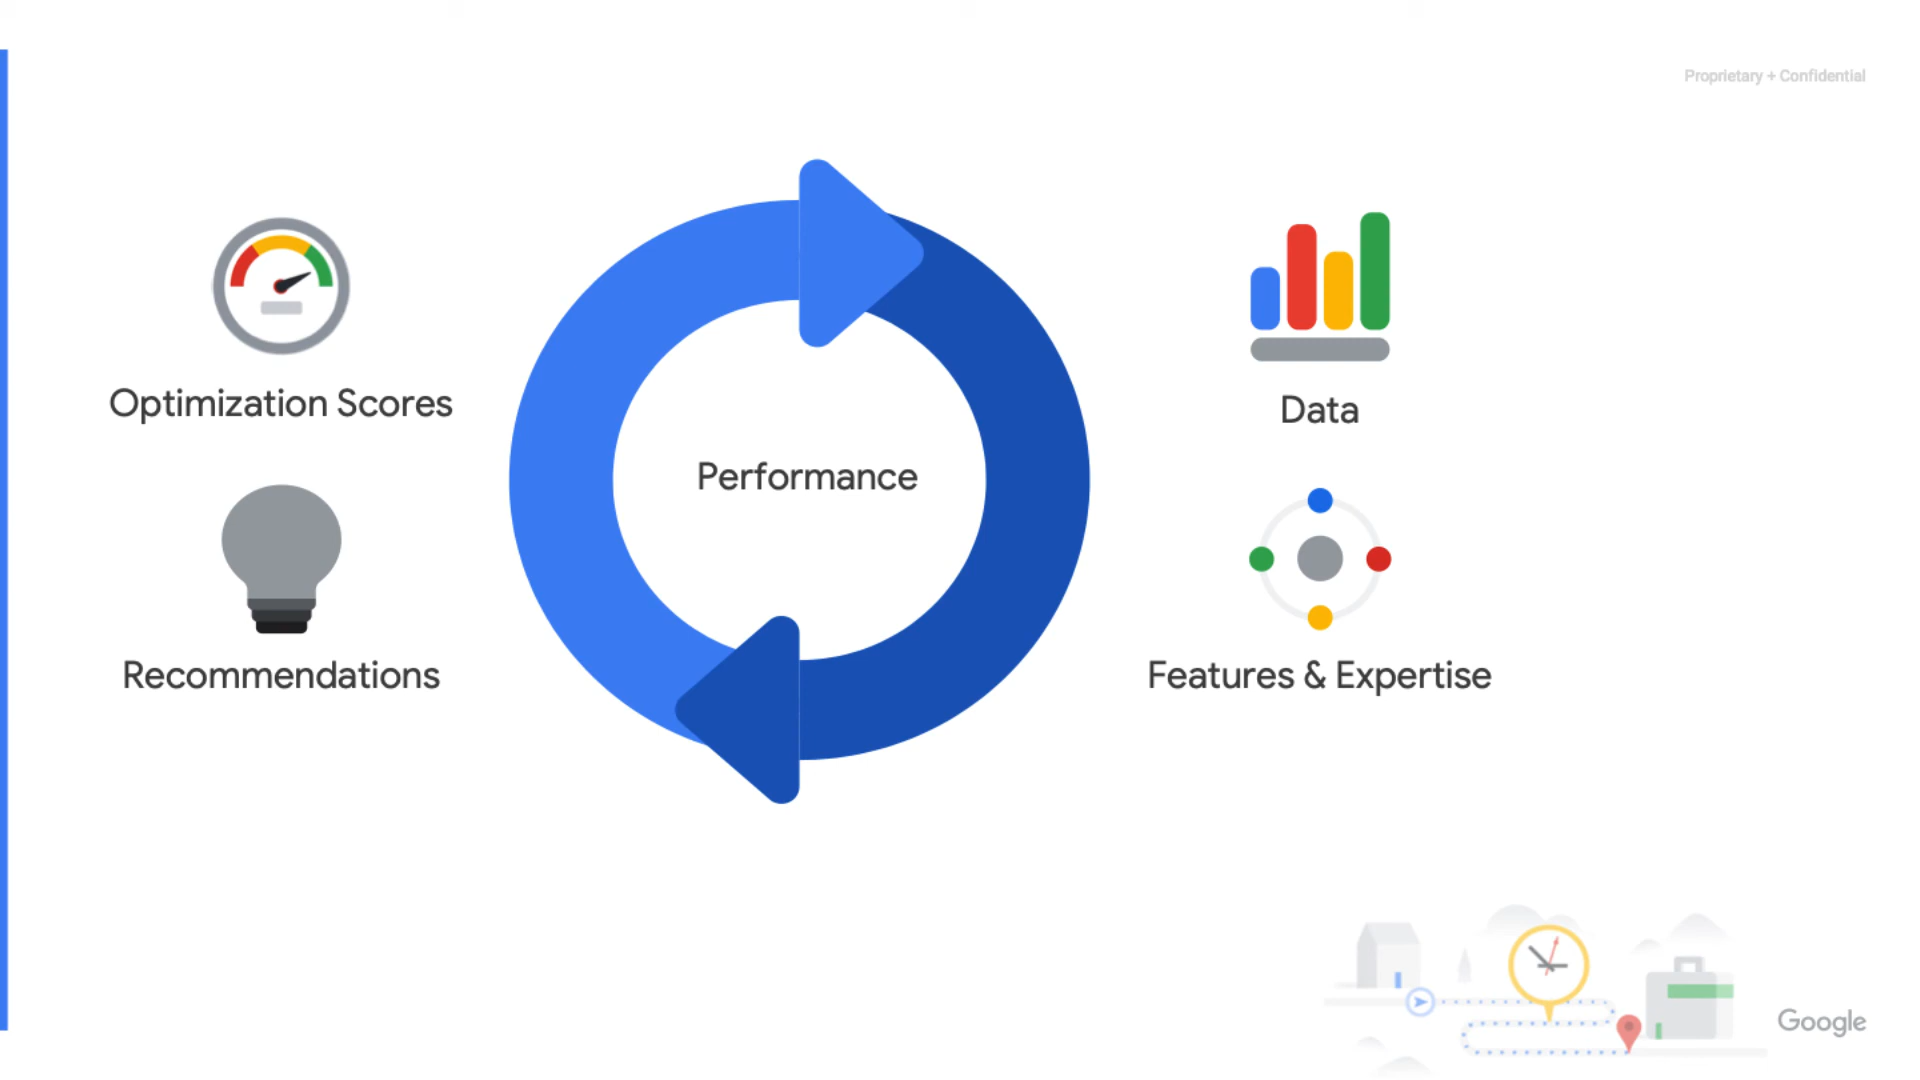 Proprietary + Confidential
Optimization Scores
Data
Performance
Recommendations
Features & Expertise
Google